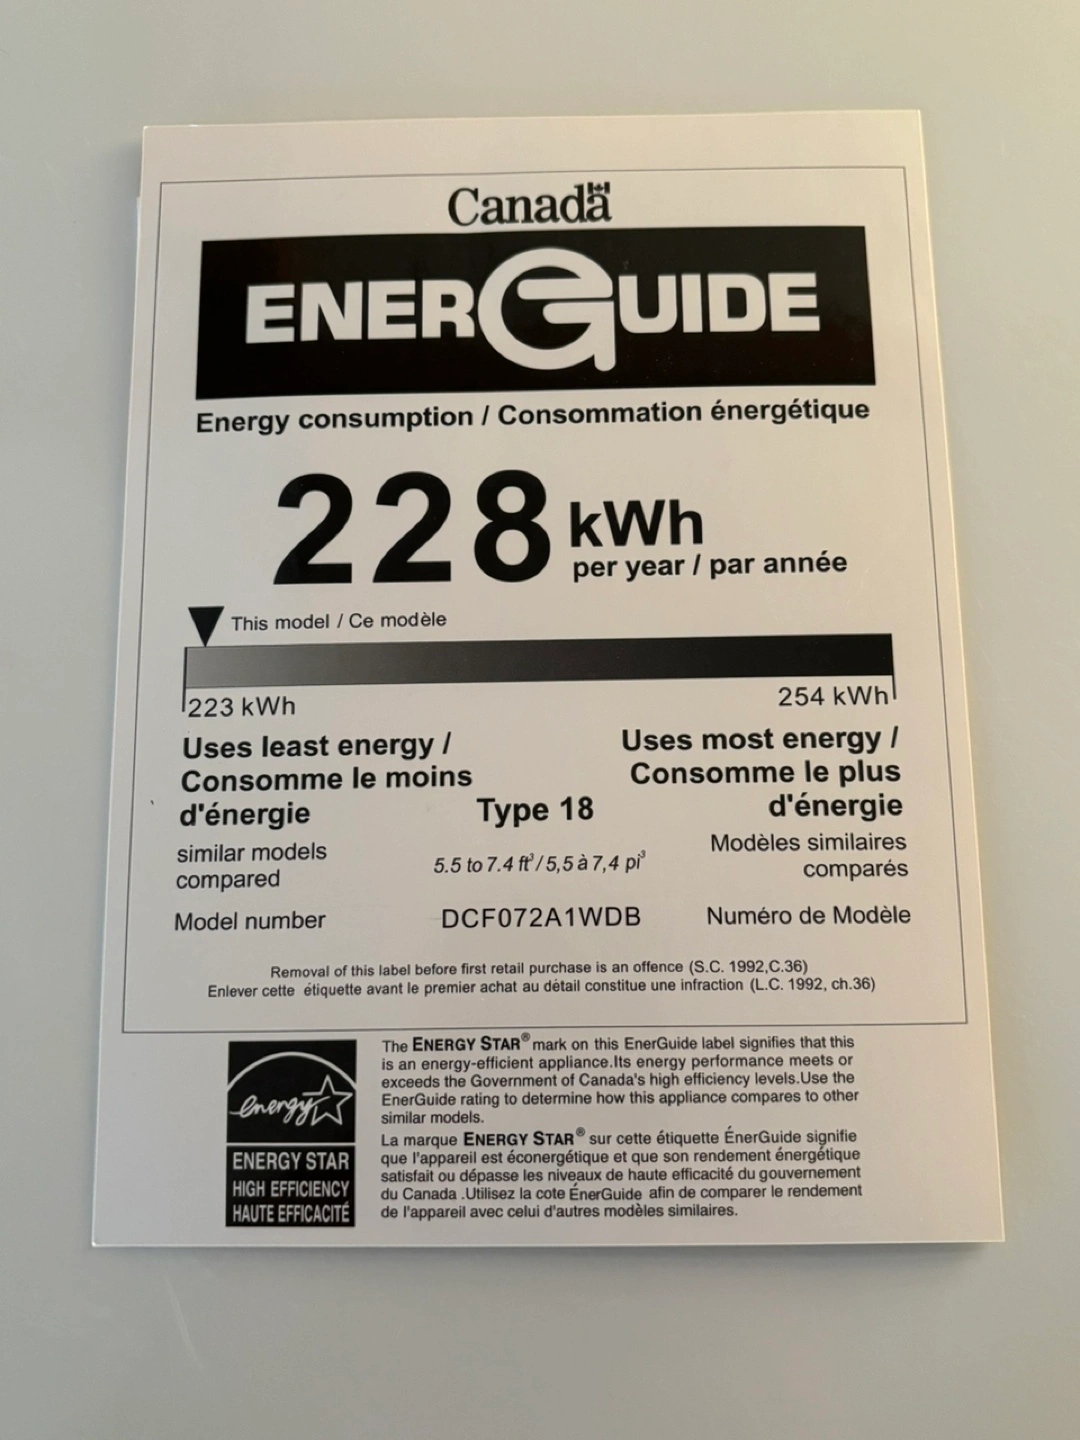 Canada
ENERGUIDE
Energy consumption / Consommation énergétique
228 kWh
per year / par année
This model / Ce modèle
223 kWh
254 kWh
Uses least energy /
Consomme le moins
d'énergie
Uses most energy /
Consomme le plus
d'énergie
Type 18
similar models
compared
5.5 to 7.4 ft³/ 5,5 à 7,4 pi³
Modèles similaires
comparés
Model number
DCF072A1WDB
Numéro de Modèle
Removal of this label before first retail purchase is an offence (S.C. 1992,C.36)
Enlever cette étiquette avant le premier achat au détail constitue une infraction (L.C. 1992, ch.36)
energy
ENERGY STAR
HIGH EFFICIENCY
HAUTE EFFICACITÉ
The ENERGY STAR® mark on this EnerGuide label signifies that this
is an energy-efficient appliance.Its energy performance meets or
exceeds the Government of Canada's high efficiency levels.Use the
EnerGuide rating to determine how this appliance compares to other
similar models.
La marque ENERGY STAR® sur cette étiquette ÉnerGuide signifie
que l'appareil est éconergétique et que son rendement énergétique
satisfait ou dépasse les niveaux de haute efficacité du gouvernement
du Canada .Utilisez la cote ÉnerGuide afin de comparer le rendement
de l'appareil avec celui d'autres modèles similaires.